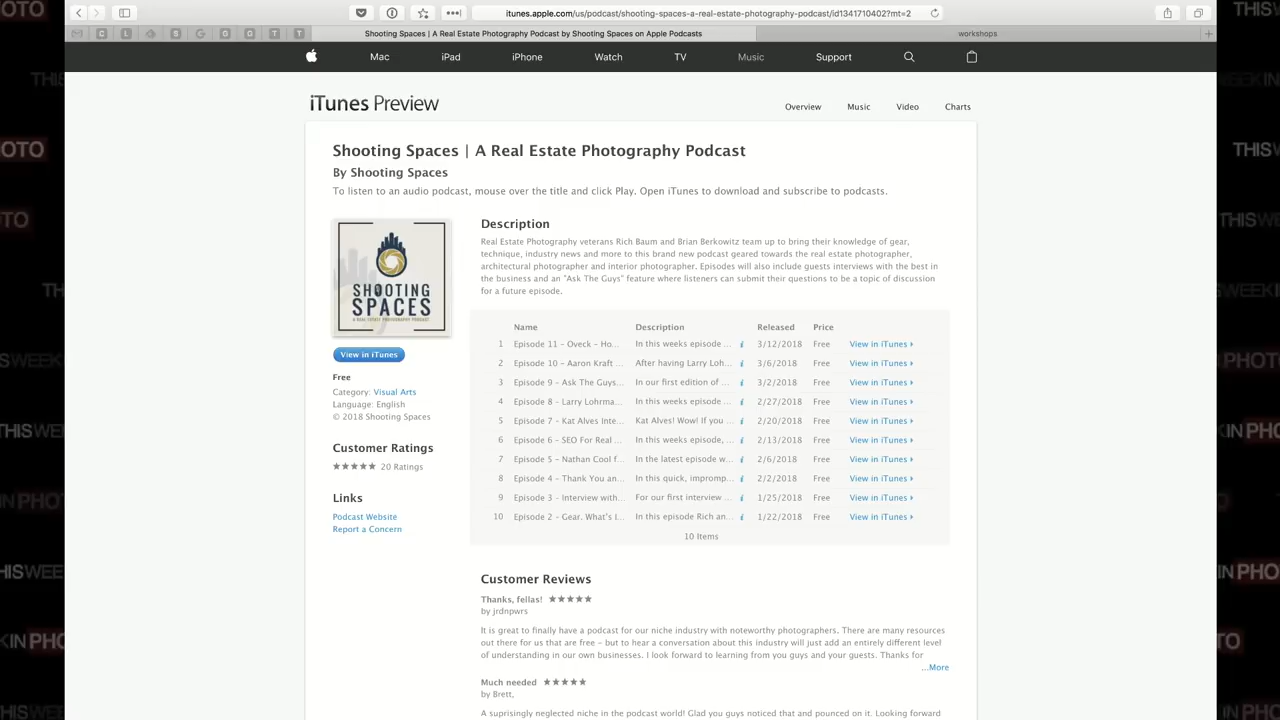 itunes.apple.com/us/podcast/shooting-spaces-a-real-estate-photography-podcast/id1341710402?mt=2
Shooting Spaces | A Real Estate Photography Podcast by Shooting Spaces on Apple Podcasts
workshops
Mac iPad iPhone Watch TV Music Support
iTunes Preview
Overview Music Video Charts
Shooting Spaces | A Real Estate Photography Podcast
By Shooting Spaces
To listen to an audio podcast, mouse over the title and click Play. Open iTunes to download and subscribe to podcasts.
SHOOTING
SPACES
A REAL ESTATE PHOTOGRAPHY PODCAST
View in iTunes
Free
Category: Visual Arts
Language: English
© 2018 Shooting Spaces
Customer Ratings
★★★★★ 20 Ratings
Links
Podcast Website
Report a Concern
Description
Real Estate Photography veterans Rich Baum and Brian Berkowitz team up to bring their knowledge of gear,
technique, industry news and more to this brand new podcast geared towards the real estate photographer,
architectural photographer and interior photographer. Episodes will also include guests interviews with the best in
the business and an "Ask The Guys" feature where listeners can submit their questions to be a topic of discussion
for a future episode.
Name Description Released Price
1 Episode 11 - Oveck - Ho... In this weeks episode ... i 3/12/2018 Free View in iTunes
2 Episode 10 - Aaron Kraft ... After having Larry Loh... i 3/6/2018 Free View in iTunes
3 Episode 9 - Ask The Guys... In our first edition of ... i 3/2/2018 Free View in iTunes
4 Episode 8 - Larry Lohrma... In this weeks episode ... i 2/27/2018 Free View in iTunes
5 Episode 7 - Kat Alves Inte... Kat Alves! Wow! If you ... i 2/20/2018 Free View in iTunes
6 Episode 6 - SEO For Real ... In this weeks episode, ... i 2/13/2018 Free View in iTunes
7 Episode 5 - Nathan Cool f... In the latest episode w... i 2/6/2018 Free View in iTunes
8 Episode 4 - Thank You an... In this quick, impromp... i 2/2/2018 Free View in iTunes
9 Episode 3 - Interview with... For our first interview ... i 1/25/2018 Free View in iTunes
10 Episode 2 - Gear. What's I... In this episode Rich an... i 1/22/2018 Free View in iTunes
10 Items
Customer Reviews
Thanks, fellas! ★★★★★
by jrdnpwrs
It is great to finally have a podcast for our niche industry with noteworthy photographers. There are many resources
out there for us that are free – but to hear a conversation about this industry will just add an entirely different level
of understanding in our own businesses. I look forward to learning from you guys and your guests. Thanks for
...More
Much needed ★★★★★
by Brett,
A suprisingly neglected niche in the podcast world! Glad you guys noticed that and pounced on it. Looking forward